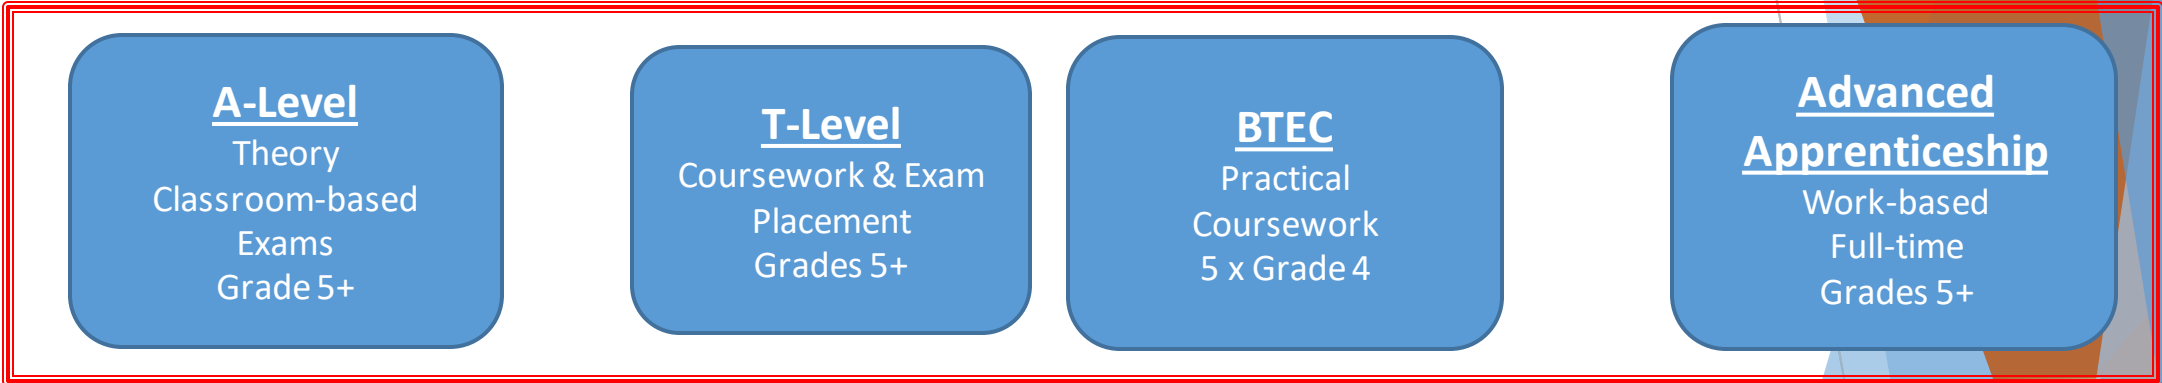 A-Level
Theory
Classroom-based
Exams
Grade 5+
T-Level
Coursework & Exam
Placement
Grades 5+
BTEC
Practical
Coursework
5 x Grade 4
Advanced
Apprenticeship
Work-based
Full-time
Grades 5+